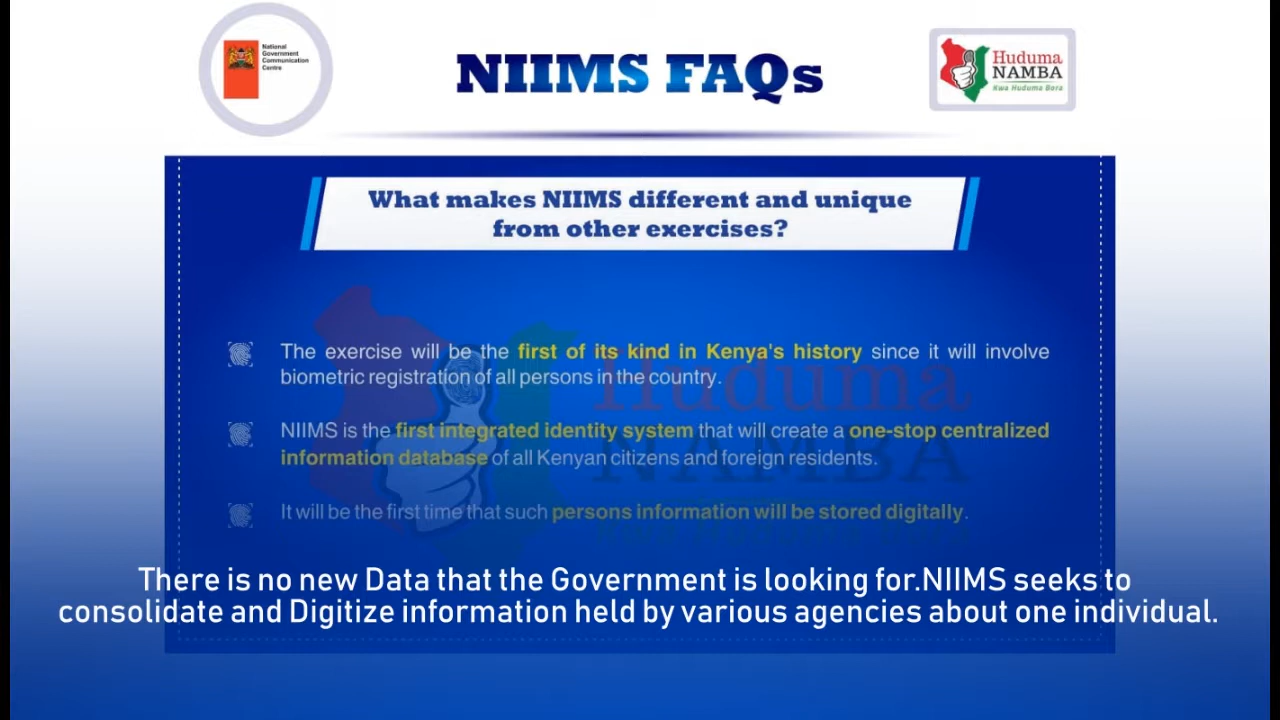 National
Government
Communication
Centre
NIIMS FAQs
Huduma
NAMBA
Kwa Huduma Bora
What makes NIIMS different and unique
from other exercises?
The exercise will be the first of its kind in Kenya's history since it will involve
biometric registration of all persons in the country.
NIIMS is the first integrated identity system that will create a one-stop centralized
information database of all Kenyan citizens and foreign residents.
It will be the first time that such persons information will be stored digitally.
Huduma
NAMBA
Kwa Huduma Bora
There is no new Data that the Government is looking for.NIIMS seeks to
consolidate and Digitize information held by various agencies about one individual.